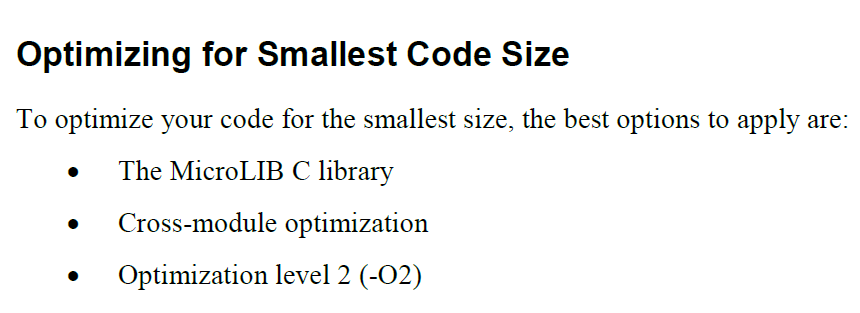 Optimizing for Smallest Code Size
To optimize your code for the smallest size, the best options to apply are:
• The MicroLIB C library
• Cross-module optimization
• Optimization level 2 (-O2)